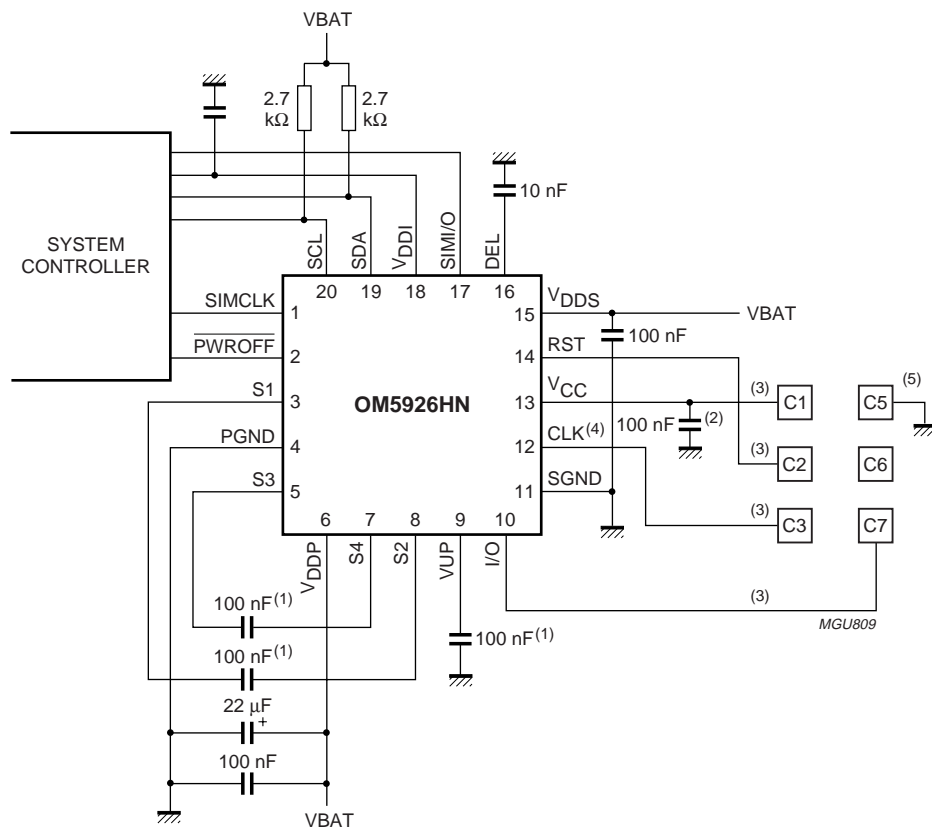 VBAT
2.7
kΩ
2.7
kΩ
10 nF
SYSTEM
CONTROLLER
SCL
SDA
VDDI
SIMI/O
DEL
20
19
18
17
16
SIMCLK
1
PWROFF
2
S1
3
PGND
4
S3
5
OM5926HN
15
VDDS
VBAT
100 nF
14
RST
13
VCC
(3)
C1
C5
(5)
100 nF
(2)
12
CLK(4)
(3)
C2
C6
11
SGND
(3)
C3
C7
6
7
8
9
10
VDDP
S4
S2
VUP
I/O
100 nF(1)
100 nF(1)
100 nF(1)
(3)
MGU809
22 μF
+
100 nF
VBAT